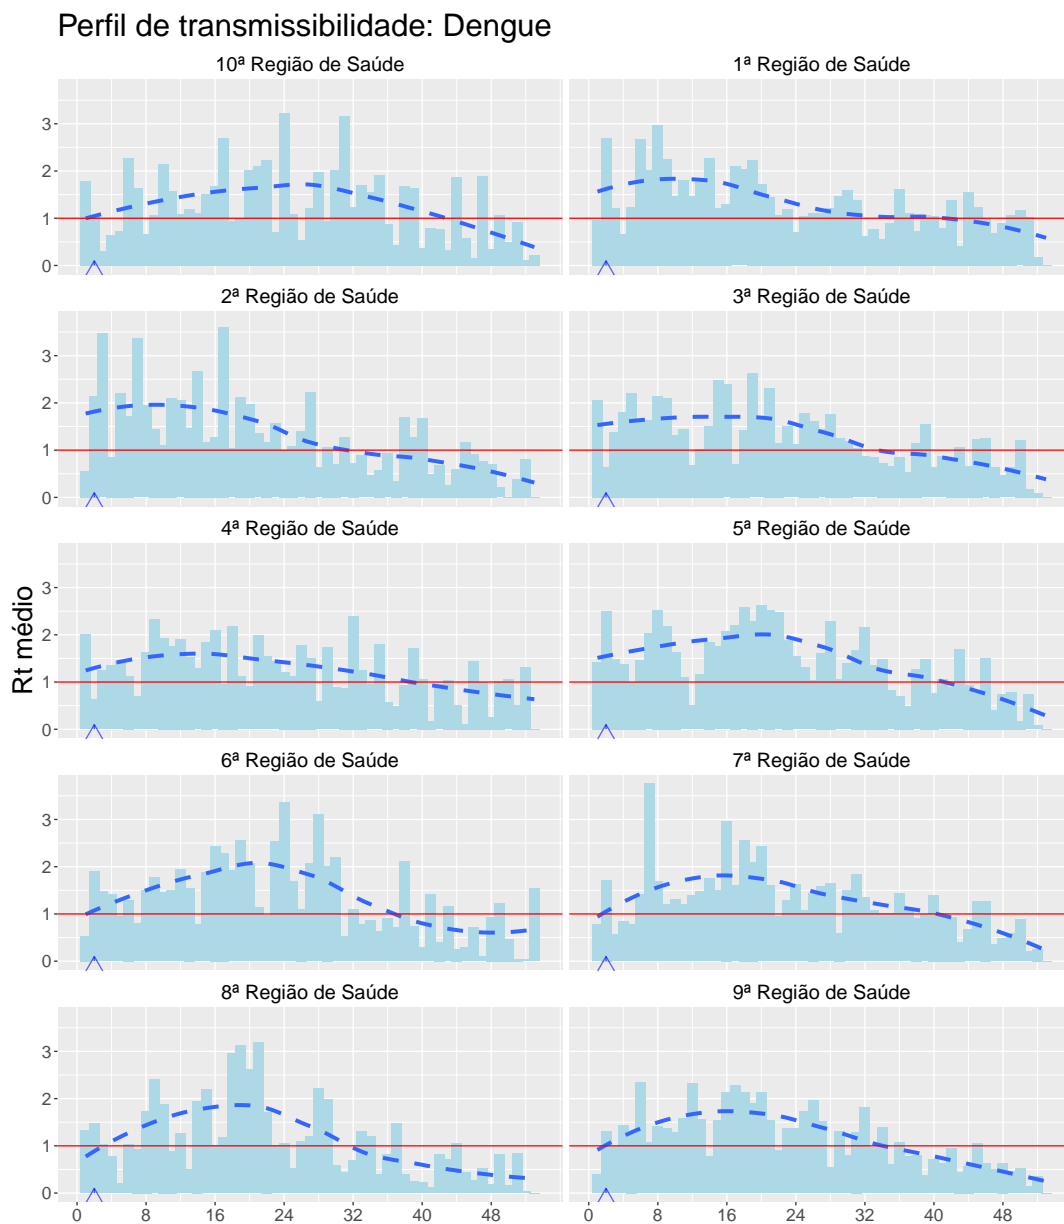 Perfil de transmissibilidade: Dengue
10ª Região de Saúde
1ª Região de Saúde
3
2
1
0
2ª Região de Saúde
3ª Região de Saúde
3
2
1
0
4ª Região de Saúde
5ª Região de Saúde
3
2
1
0
Rt médio
6ª Região de Saúde
7ª Região de Saúde
3
2
1
0
8ª Região de Saúde
9ª Região de Saúde
3
2
1
0
0 8 16 24 32 40 48 0 8 16 24 32 40 48